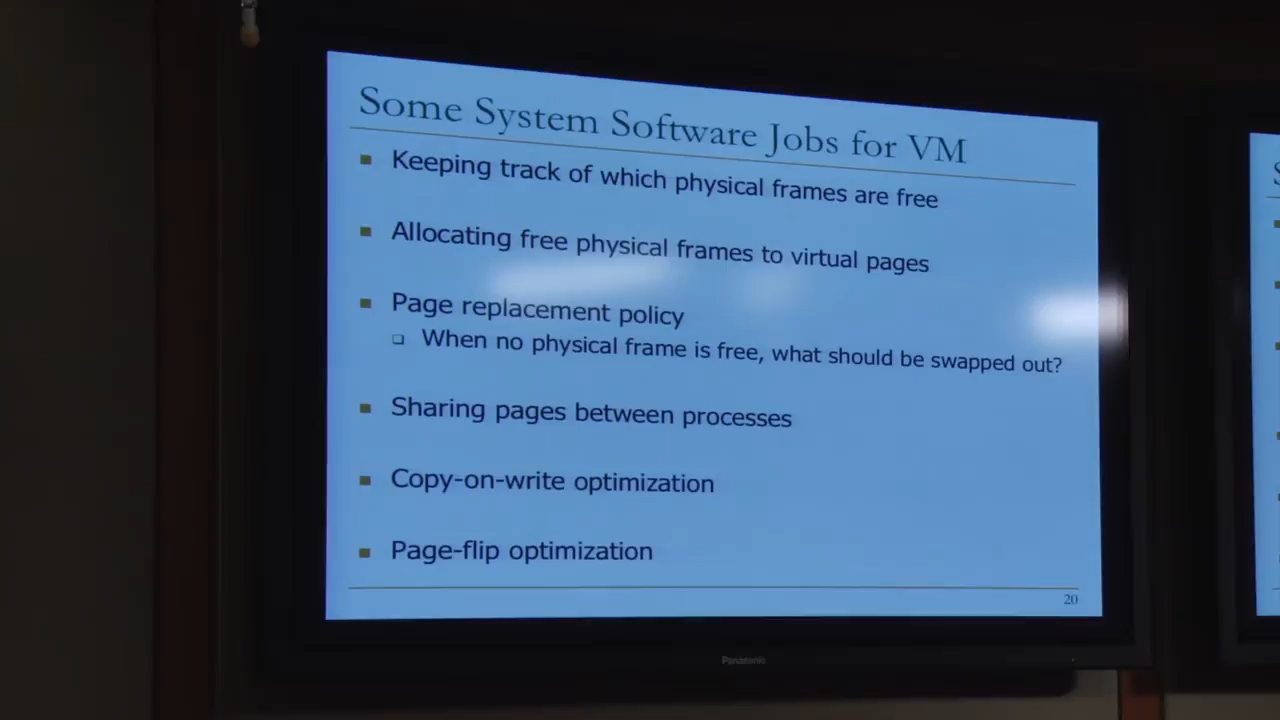 Some System Software Jobs for VM
Keeping track of which physical frames are free
Allocating free physical frames to virtual pages
Page replacement policy
When no physical frame is free, what should be swapped out?
Sharing pages between processes
Copy-on-write optimization
Page-flip optimization
20
Panasonic